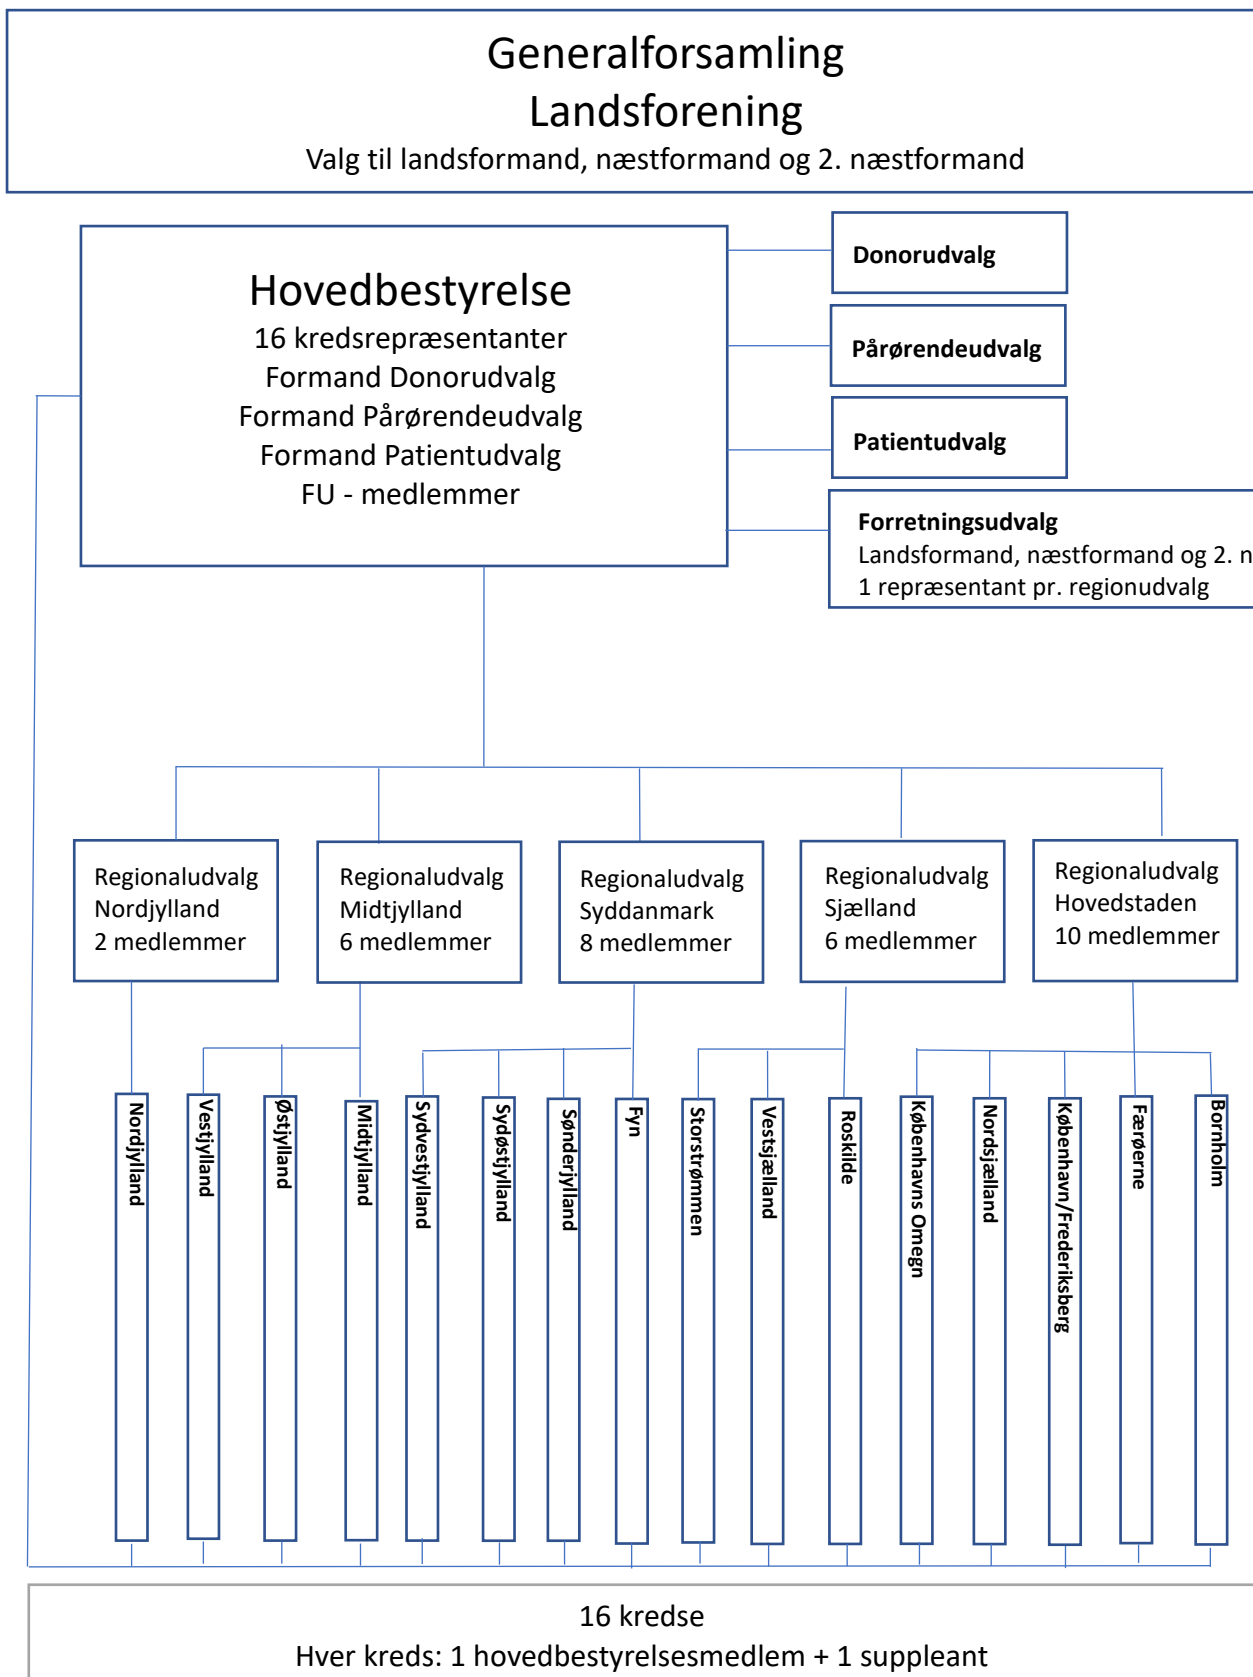 Generalforsamling
Landsforening
Valg til landsformand, næstformand og 2. næstformand
Hovedbestyrelse
16 kredsrepræsentanter
Formand Donorudvalg
Formand Pårørendeudvalg
Formand Patientudvalg
FU - medlemmer
Donorudvalg
Pårørendeudvalg
Patientudvalg
Forretningsudvalg
Landsformand, næstformand og 2. n
1 repræsentant pr. regionudvalg
Regionaludvalg
Nordjylland
2 medlemmer
Regionaludvalg
Midtjylland
6 medlemmer
Regionaludvalg
Syddanmark
8 medlemmer
Regionaludvalg
Sjælland
6 medlemmer
Regionaludvalg
Hovedstaden
10 medlemmer
Nordjylland
Vestjylland
Østjylland
Midtjylland
Sydvestjylland
Sydøstjylland
Sønderjylland
Fyn
Storstrømmen
Vestsjælland
Roskilde
Københavns Omegn
Nordsjælland
København/Frederiksberg
Færøerne
Bornholm
16 kredse
Hver kreds: 1 hovedbestyrelsesmedlem + 1 suppleant